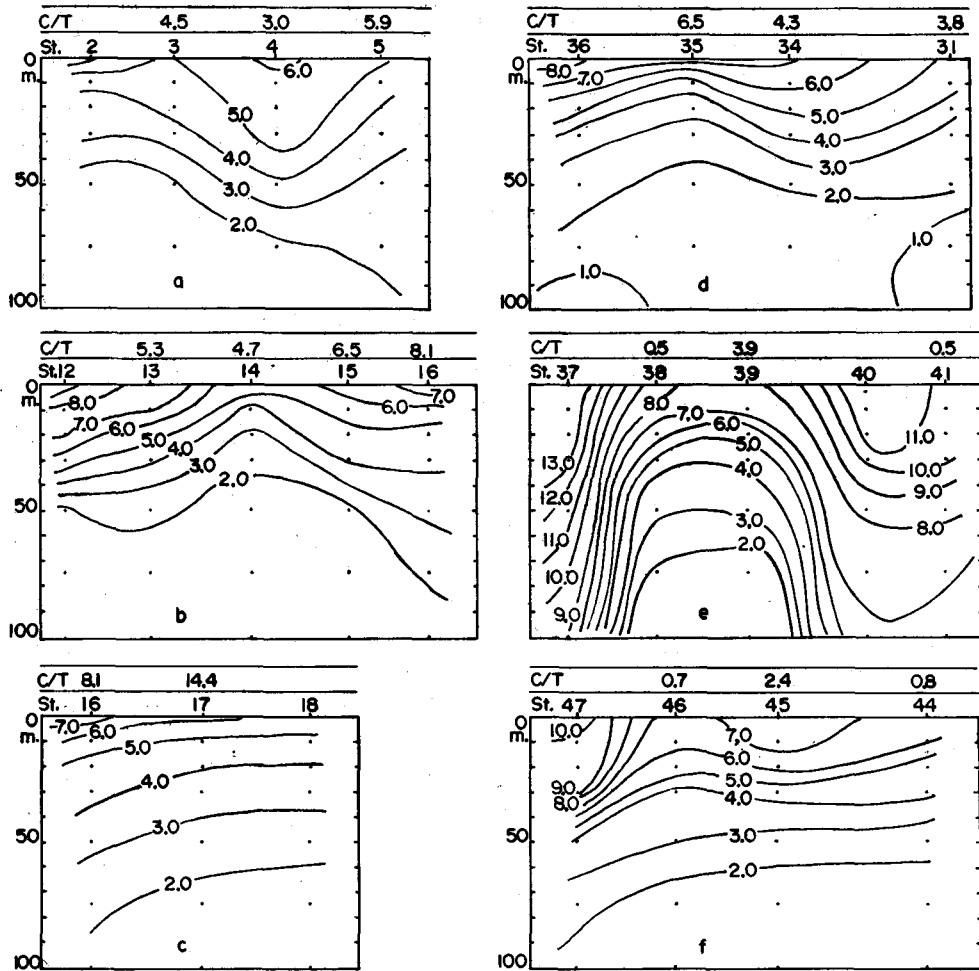 C/T 4.5 3.0 5.9
St. 2 3 4 5
0
m.
6.0
5.0
4.0
3.0
50
2.0
a
100
C/T 6.5 4.3 3.8
St. 36 35 34 31
0
m.
8.0
7.0
6.0
5.0
4.0
3.0
50
2.0
1.0
1.0
d
100
C/T 5.3 4.7 6.5 8.1
St.12 13 14 15 16
0
m.
8.0 7.0
7.0 6.0 6.0
5.0
4.0
3.0
2.0
50
b
100
C/T 0.5 3.9 0.5
St. 37 38 39 40 41
0
m.
8.0 7.0
6.0 11.0
5.0
13.0 4.0 10.0
12.0 9.0
50
3.0 8.0
11.0 2.0
10.0
9.0 e
100
C/T 8.1 14.4
St. 16 17 18
0
m.
7.0 6.0
5.0
4.0
3.0
50
2.0
c
100
C/T 0.7 2.4 0.8
St. 47 46 45 44
0
m.
10.0 7.0
6.0
9.0 5.0
8.0 4.0
3.0
50
2.0
f
100